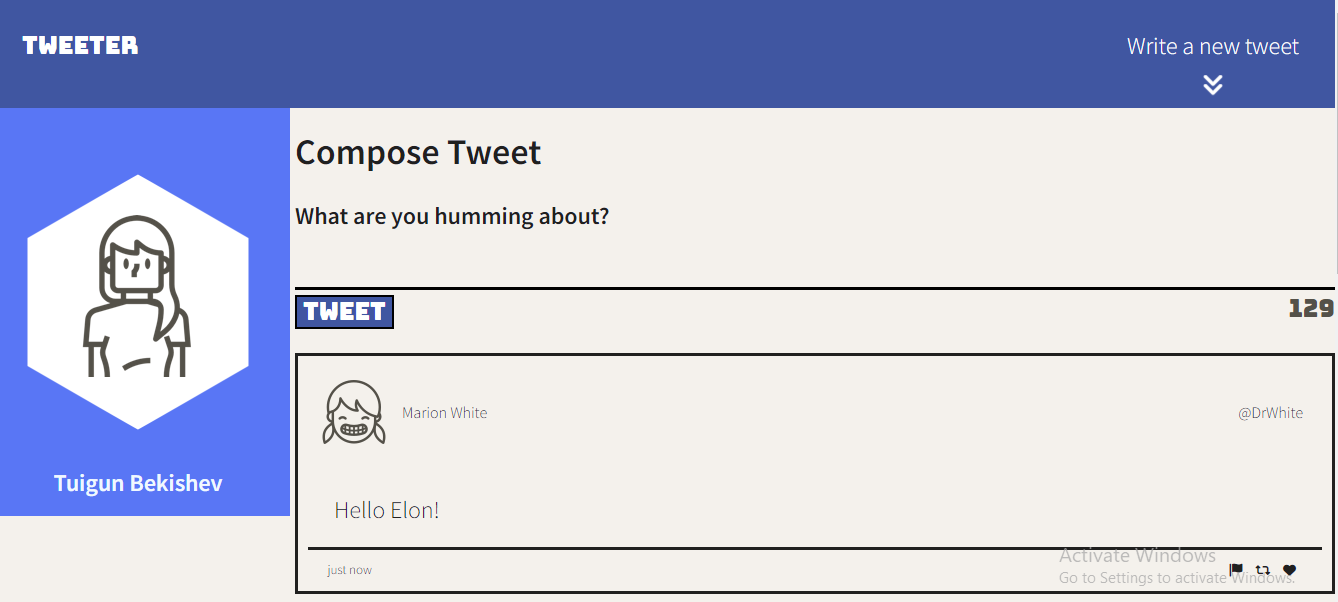 TWEETER
Write a new tweet
Compose Tweet
What are you humming about?
TWEET
129
Tuigun Bekishev
Marion White
@DrWhite
Hello Elon!
just now
Activate Windows
Go to Settings to activate Windows.